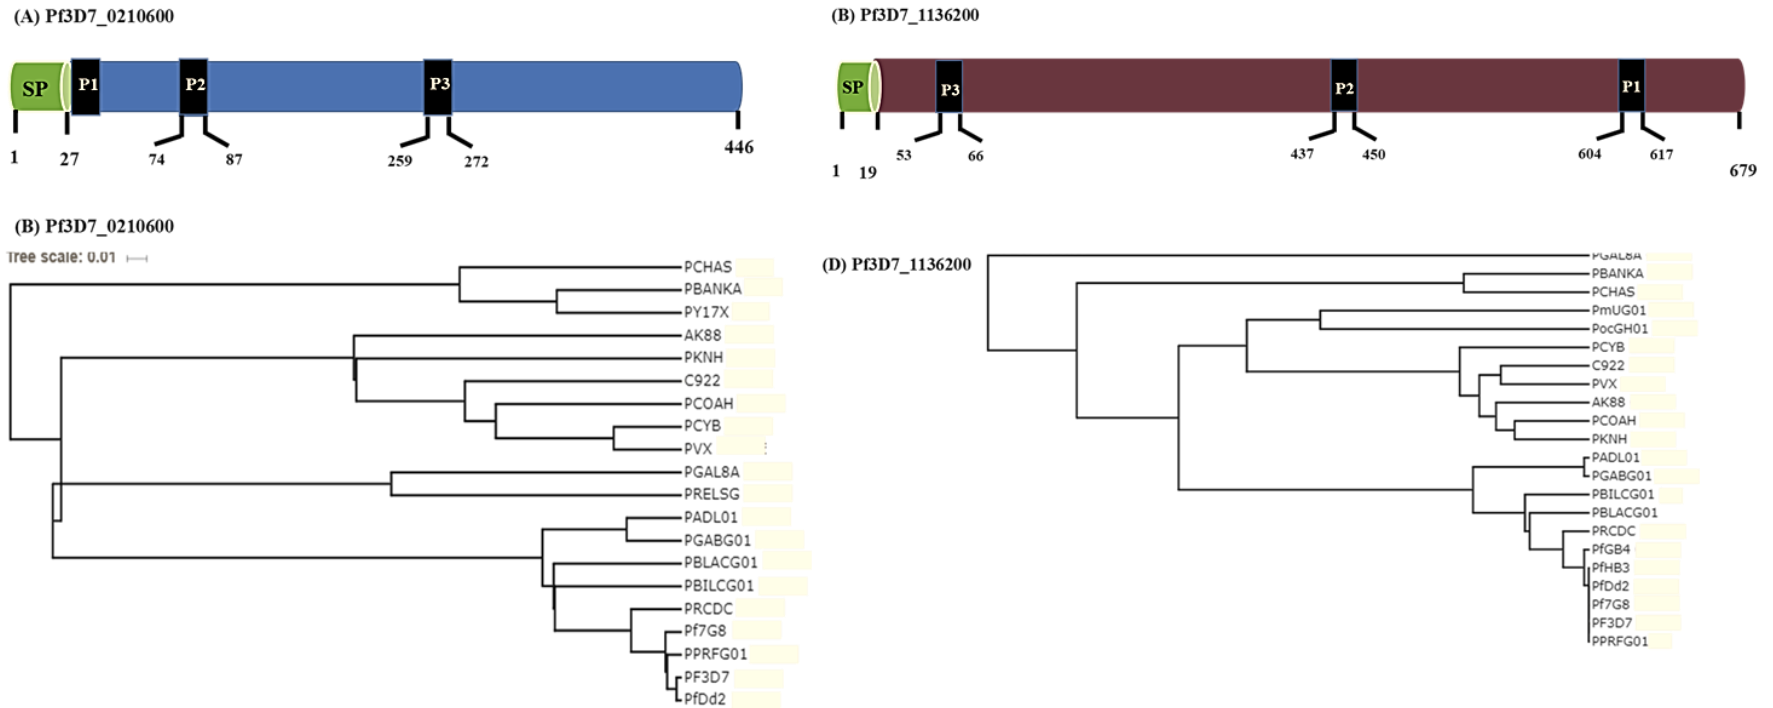 (A) Pf3D7_0210600
SP P1 P2 P3
1 27 74 87 259 272 446
(B) Pf3D7_1136200
SP P3 P2 P1
1 19 53 66 437 450 604 617 679
(B) Pf3D7_0210600
Tree scale: 0.01
PCHAS
PBANKA
PY17X
AK88
PKNH
C922
PCOAH
PCYB
PVX
PGAL8A
PRELSG
PADL01
PGABG01
PBLACG01
PBILCG01
PRCDC
Pf7G8
PPRFG01
PF3D7
PfDd2
(D) Pf3D7_1136200
PGAL8A
PBANKA
PCHAS
PmUG01
PocGH01
PCYB
C922
PVX
AK88
PCOAH
PKNH
PADL01
PGABG01
PBILCG01
PBLACG01
PRCDC
PfGB4
PfHB3
PfDd2
Pf7G8
PF3D7
PPRFG01